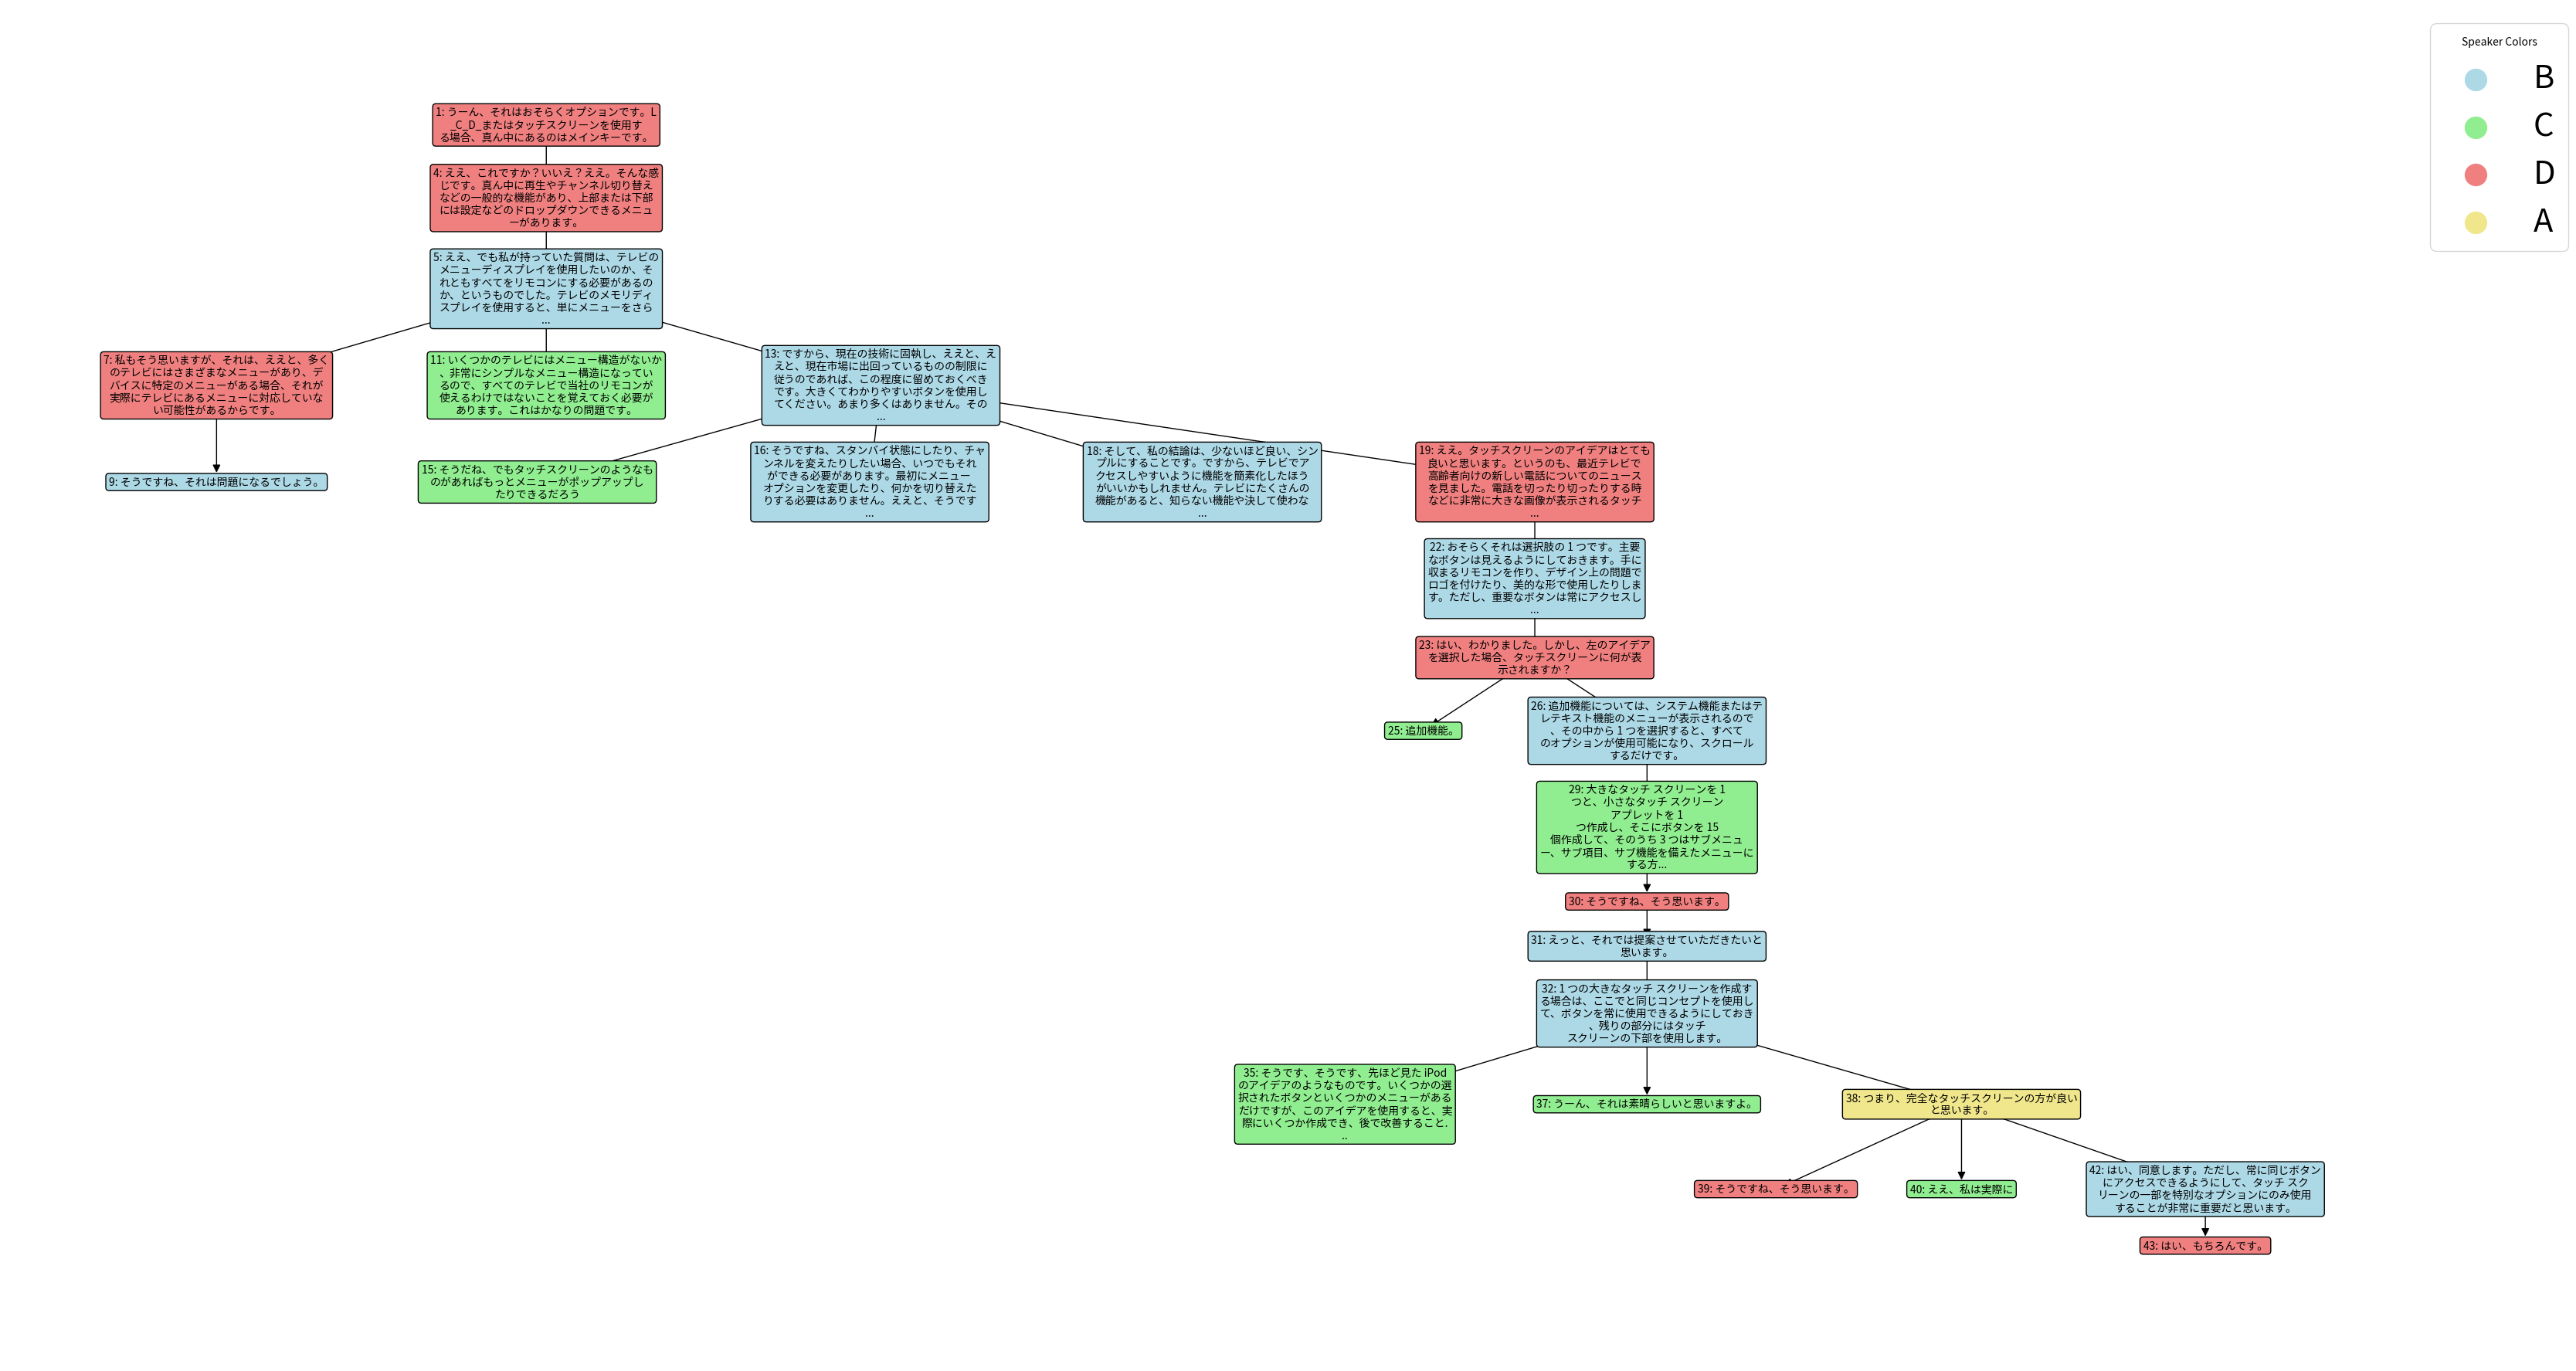 Speaker Colors
B
C
D
A
1: うーん、それはおそらくオプションです。L
_C_D_またはタッチスクリーンを使用す
る場合、真ん中にあるのはメインキーです。
4: ええ、これですか？いいえ？ええ。そんな感
じです。真ん中に再生やチャンネル切り替え
などの一般的な機能があり、上部または下部
には設定などのドロップダウンできるメニュ
ーがあります。
5: ええ、でも私が持っていた質問は、テレビの
メニューディスプレイを使用したいのか、そ
れともすべてをリモコンにする必要があるの
か、というものでした。テレビのメモリディ
スプレイを使用すると、単にメニューをさら
...
7: 私もそう思いますが、それは、ええと、多く
のテレビにはさまざまなメニューがあり、デ
バイスに特定のメニューがある場合、それが
実際にテレビにあるメニューに対応していな
い可能性があるからです。
11: いくつかのテレビにはメニュー構造がないか
、非常にシンプルなメニュー構造になってい
るので、すべてのテレビで当社のリモコンが
使えるわけではないことを覚えておく必要が
あります。これはかなりの問題です。
13: ですから、現在の技術に固執し、ええと、え
えと、現在市場に出回っているものの制限に
従うのであれば、この程度に留めておくべき
です。大きくてわかりやすいボタンを使用し
てください。あまり多くはありません。その
...
9: そうですね、それは問題になるでしょう。
15: そうだね、でもタッチスクリーンのようなも
のがあればもっとメニューがポップアップし
たりできるだろう
16: そうですね、スタンバイ状態にしたり、チャ
ンネルを変えたりしたい場合、いつでもそれ
ができる必要があります。最初にメニュー
オプションを変更したり、何かを切り替えた
りする必要はありません。ええと、そうです
...
18: そして、私の結論は、少ないほど良い、シン
プルにすることです。ですから、テレビでア
クセスしやすいように機能を簡素化したほう
がいいかもしれません。テレビにたくさんの
機能があると、知らない機能や決して使わな
...
19: ええ。タッチスクリーンのアイデアはとても
良いと思います。というのも、最近テレビで
高齢者向けの新しい電話についてのニュース
を見ました。電話を切ったり切ったりする時
などに非常に大きな画像が表示されるタッチ
...
22: おそらくそれは選択肢の 1 つです。主要
なボタンは見えるようにしておきます。手に
収まるリモコンを作り、デザイン上の問題で
ロゴを付けたり、美的な形で使用したりしま
す。ただし、重要なボタンは常にアクセスし
...
23: はい、わかりました。しかし、左のアイデア
を選択した場合、タッチスクリーンに何が表
示されますか？
25: 追加機能。
26: 追加機能については、システム機能またはテ
レテキスト機能のメニューが表示されるので
、その中から 1 つを選択すると、すべて
のオプションが使用可能になり、スクロール
するだけです。
29: 大きなタッチ スクリーンを 1
つと、小さなタッチ スクリーン
アプレットを 1
つ作成し、そこにボタンを 15
個作成して、そのうち 3 つはサブメニュ
ー、サブ項目、サブ機能を備えたメニューに
する方...
30: そうですね、そう思います。
31: えっと、それでは提案させていただきたいと
思います。
32: 1 つの大きなタッチ スクリーンを作成す
る場合は、ここでと同じコンセプトを使用し
て、ボタンを常に使用できるようにしておき
、残りの部分にはタッチ
スクリーンの下部を使用します。
35: そうです、そうです、先ほど見た iPod
のアイデアのようなものです。いくつかの選
択されたボタンといくつかのメニューがある
だけですが、このアイデアを使用すると、実
際にいくつか作成でき、後で改善すること.
..
37: うーん、それは素晴らしいと思いますよ。
38: つまり、完全なタッチスクリーンの方が良い
と思います。
39: そうですね、そう思います。
40: ええ、私は実際に
42: はい、同意します。ただし、常に同じボタン
にアクセスできるようにして、タッチ スク
リーンの一部を特別なオプションにのみ使用
することが非常に重要だと思います。
43: はい、もちろんです。